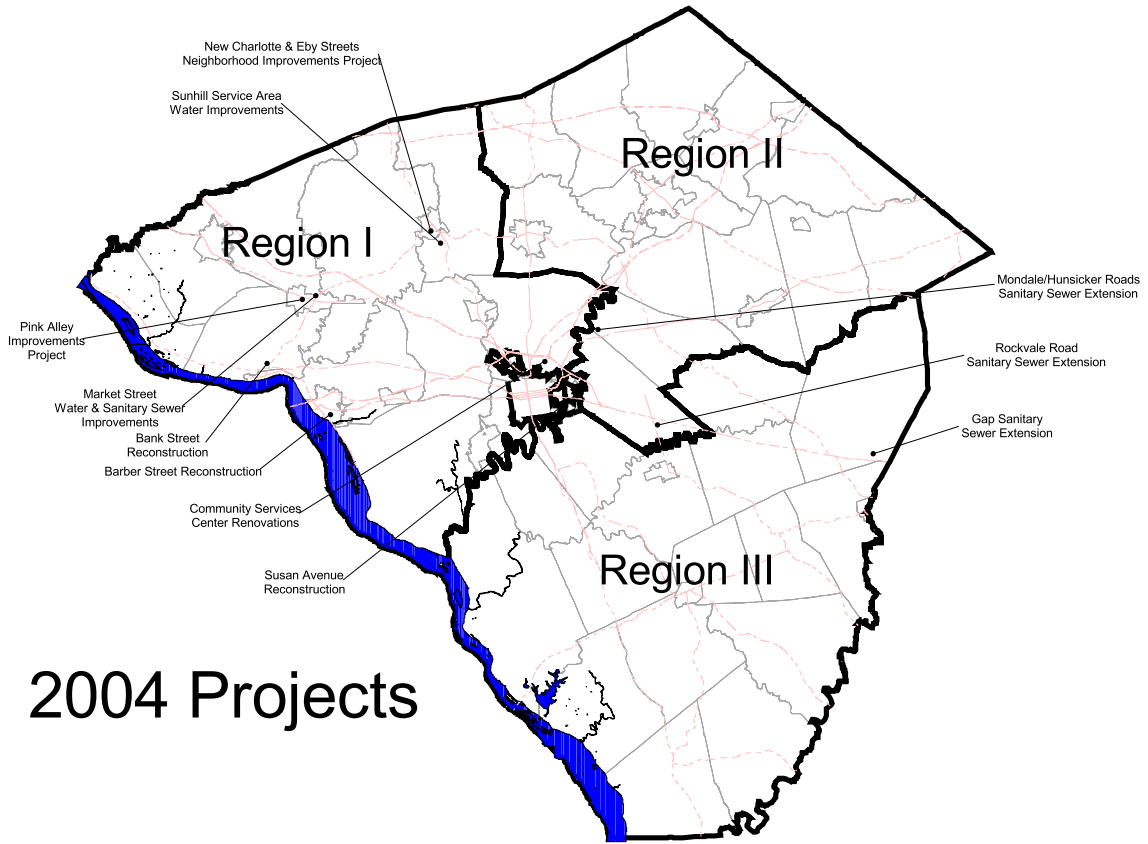 New Charlotte & Eby Streets
Neighborhood Improvements Project
Sunhill Service Area
Water Improvements
Region II
Region I
Mondale/Hunsicker Roads
Sanitary Sewer Extension
Pink Alley
Improvements
Project
Rockvale Road
Sanitary Sewer Extension
Market Street
Water & Sanitary Sewer
Improvements
Gap Sanitary
Sewer Extension
Bank Street
Reconstruction
Barber Street Reconstruction
Community Services
Center Renovations
Region III
Susan Avenue
Reconstruction
2004 Projects